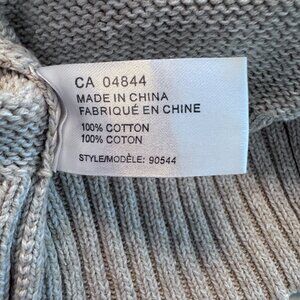 CA 04844
MADE IN CHINA
FABRIQUÉ EN CHINE
100% COTTON
100% COTON
STYLE/MODÈLE: 90544